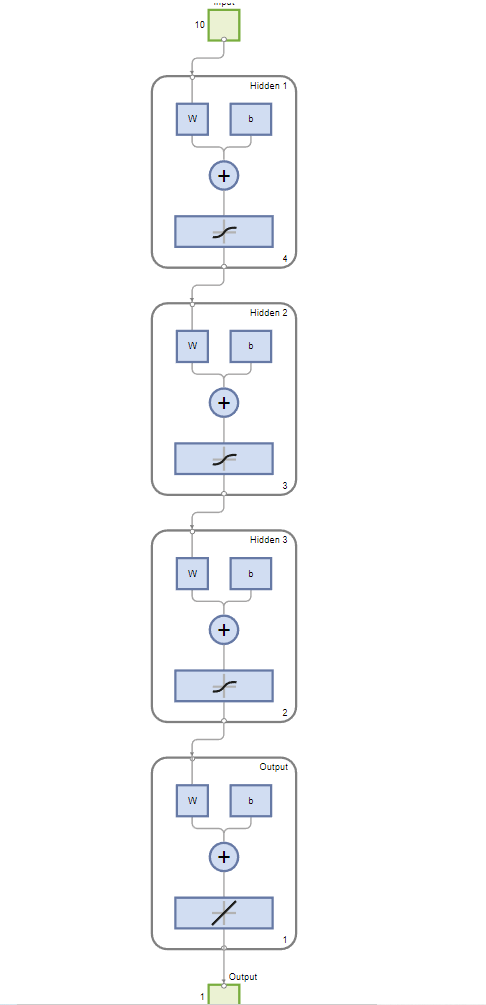 10
Hidden 1
W b
+
4
Hidden 2
W b
+
3
Hidden 3
W b
+
2
Output
W b
+
1
Output
1